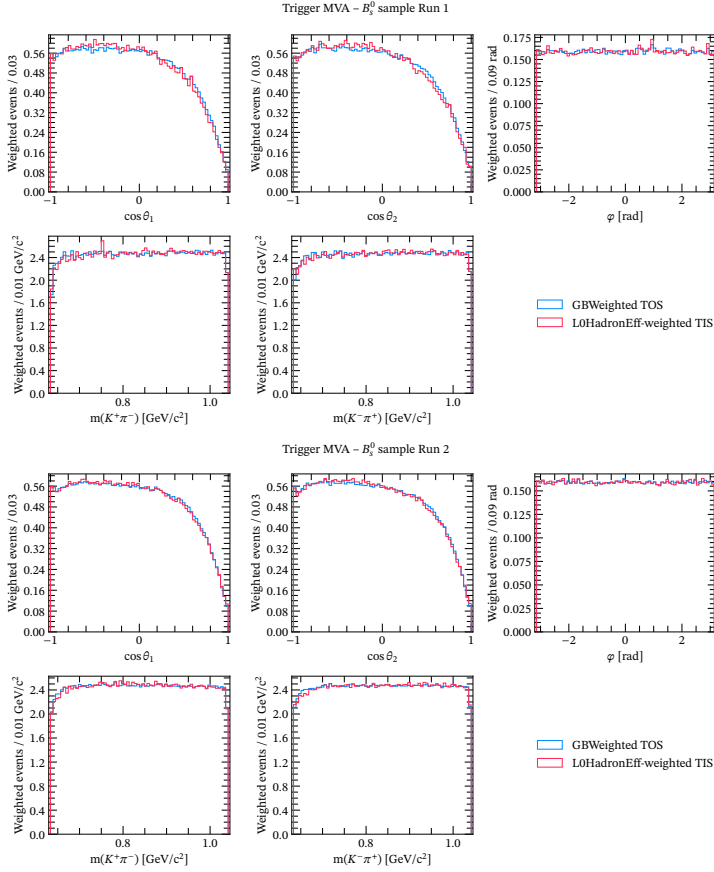 Trigger MVA – B_s^0 sample Run 1
Weighted events / 0.03
0.00 0.08 0.16 0.24 0.32 0.40 0.48 0.56
−1 0 1
cos θ1
Weighted events / 0.03
0.00 0.08 0.16 0.24 0.32 0.40 0.48 0.56
−1 0 1
cos θ2
Weighted events / 0.09 rad
0.000 0.025 0.050 0.075 0.100 0.125 0.150 0.175
−2 0 2
φ [rad]
Weighted events / 0.01 GeV/c²
0.0 0.4 0.8 1.2 1.6 2.0 2.4
0.8 1.0
m(K⁺π⁻) [GeV/c²]
Weighted events / 0.01 GeV/c²
0.0 0.4 0.8 1.2 1.6 2.0 2.4
0.8 1.0
m(K⁻π⁺) [GeV/c²]
GBWeighted TOS
L0HadronEff-weighted TIS
Trigger MVA – B_s^0 sample Run 2
Weighted events / 0.03
0.00 0.08 0.16 0.24 0.32 0.40 0.48 0.56
−1 0 1
cos θ1
Weighted events / 0.03
0.00 0.08 0.16 0.24 0.32 0.40 0.48 0.56
−1 0 1
cos θ2
Weighted events / 0.09 rad
0.000 0.025 0.050 0.075 0.100 0.125 0.150
−2 0 2
φ [rad]
Weighted events / 0.01 GeV/c²
0.0 0.4 0.8 1.2 1.6 2.0 2.4
0.8 1.0
m(K⁺π⁻) [GeV/c²]
Weighted events / 0.01 GeV/c²
0.0 0.4 0.8 1.2 1.6 2.0 2.4
0.8 1.0
m(K⁻π⁺) [GeV/c²]
GBWeighted TOS
L0HadronEff-weighted TIS